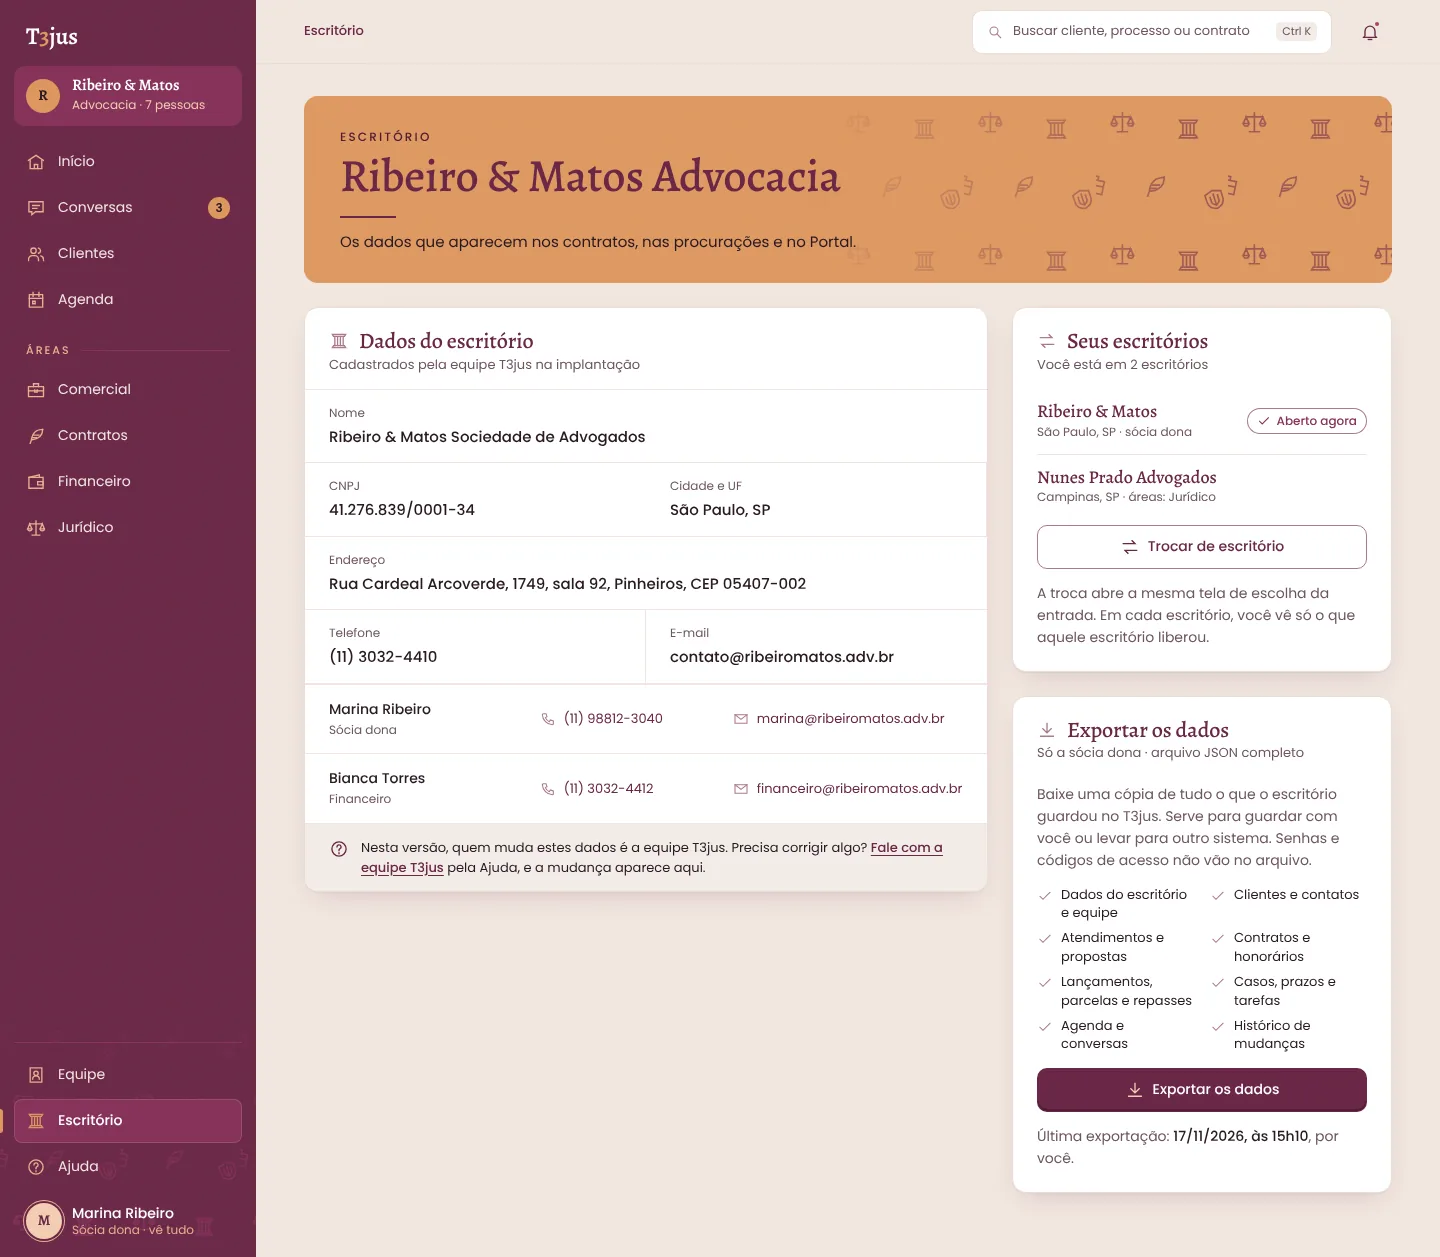 T3jus
R
Ribeiro & Matos
Advocacia · 7 pessoas
Início
Conversas
3
Clientes
Agenda
ÁREAS
Comercial
Contratos
Financeiro
Jurídico
Equipe
Escritório
Ajuda
M
Marina Ribeiro
Sócia dona · vê tudo
Escritório
Buscar cliente, processo ou contrato
Ctrl K
ESCRITÓRIO
Ribeiro & Matos Advocacia
Os dados que aparecem nos contratos, nas procurações e no Portal.
Dados do escritório
Cadastrados pela equipe T3jus na implantação
Nome
Ribeiro & Matos Sociedade de Advogados
CNPJ
41.276.839/0001-34
Cidade e UF
São Paulo, SP
Endereço
Rua Cardeal Arcoverde, 1749, sala 92, Pinheiros, CEP 05407-002
Telefone
(11) 3032-4410
E-mail
contato@ribeiromatos.adv.br
Marina Ribeiro
Sócia dona
(11) 98812-3040
marina@ribeiromatos.adv.br
Bianca Torres
Financeiro
(11) 3032-4412
financeiro@ribeiromatos.adv.br
Nesta versão, quem muda estes dados é a equipe T3jus. Precisa corrigir algo? Fale com a
equipe T3jus pela Ajuda, e a mudança aparece aqui.
Seus escritórios
Você está em 2 escritórios
Ribeiro & Matos
São Paulo, SP · sócia dona
Aberto agora
Nunes Prado Advogados
Campinas, SP · áreas: Jurídico
Trocar de escritório
A troca abre a mesma tela de escolha da
entrada. Em cada escritório, você vê só o que
aquele escritório liberou.
Exportar os dados
Só a sócia dona · arquivo JSON completo
Baixe uma cópia de tudo o que o escritório
guardou no T3jus. Serve para guardar com
você ou levar para outro sistema. Senhas e
códigos de acesso não vão no arquivo.
Dados do escritório
e equipe
Clientes e contatos
Atendimentos e
propostas
Contratos e
honorários
Lançamentos,
parcelas e repasses
Casos, prazos e
tarefas
Agenda e
conversas
Histórico de
mudanças
Exportar os dados
Última exportação: 17/11/2026, às 15h10, por
você.